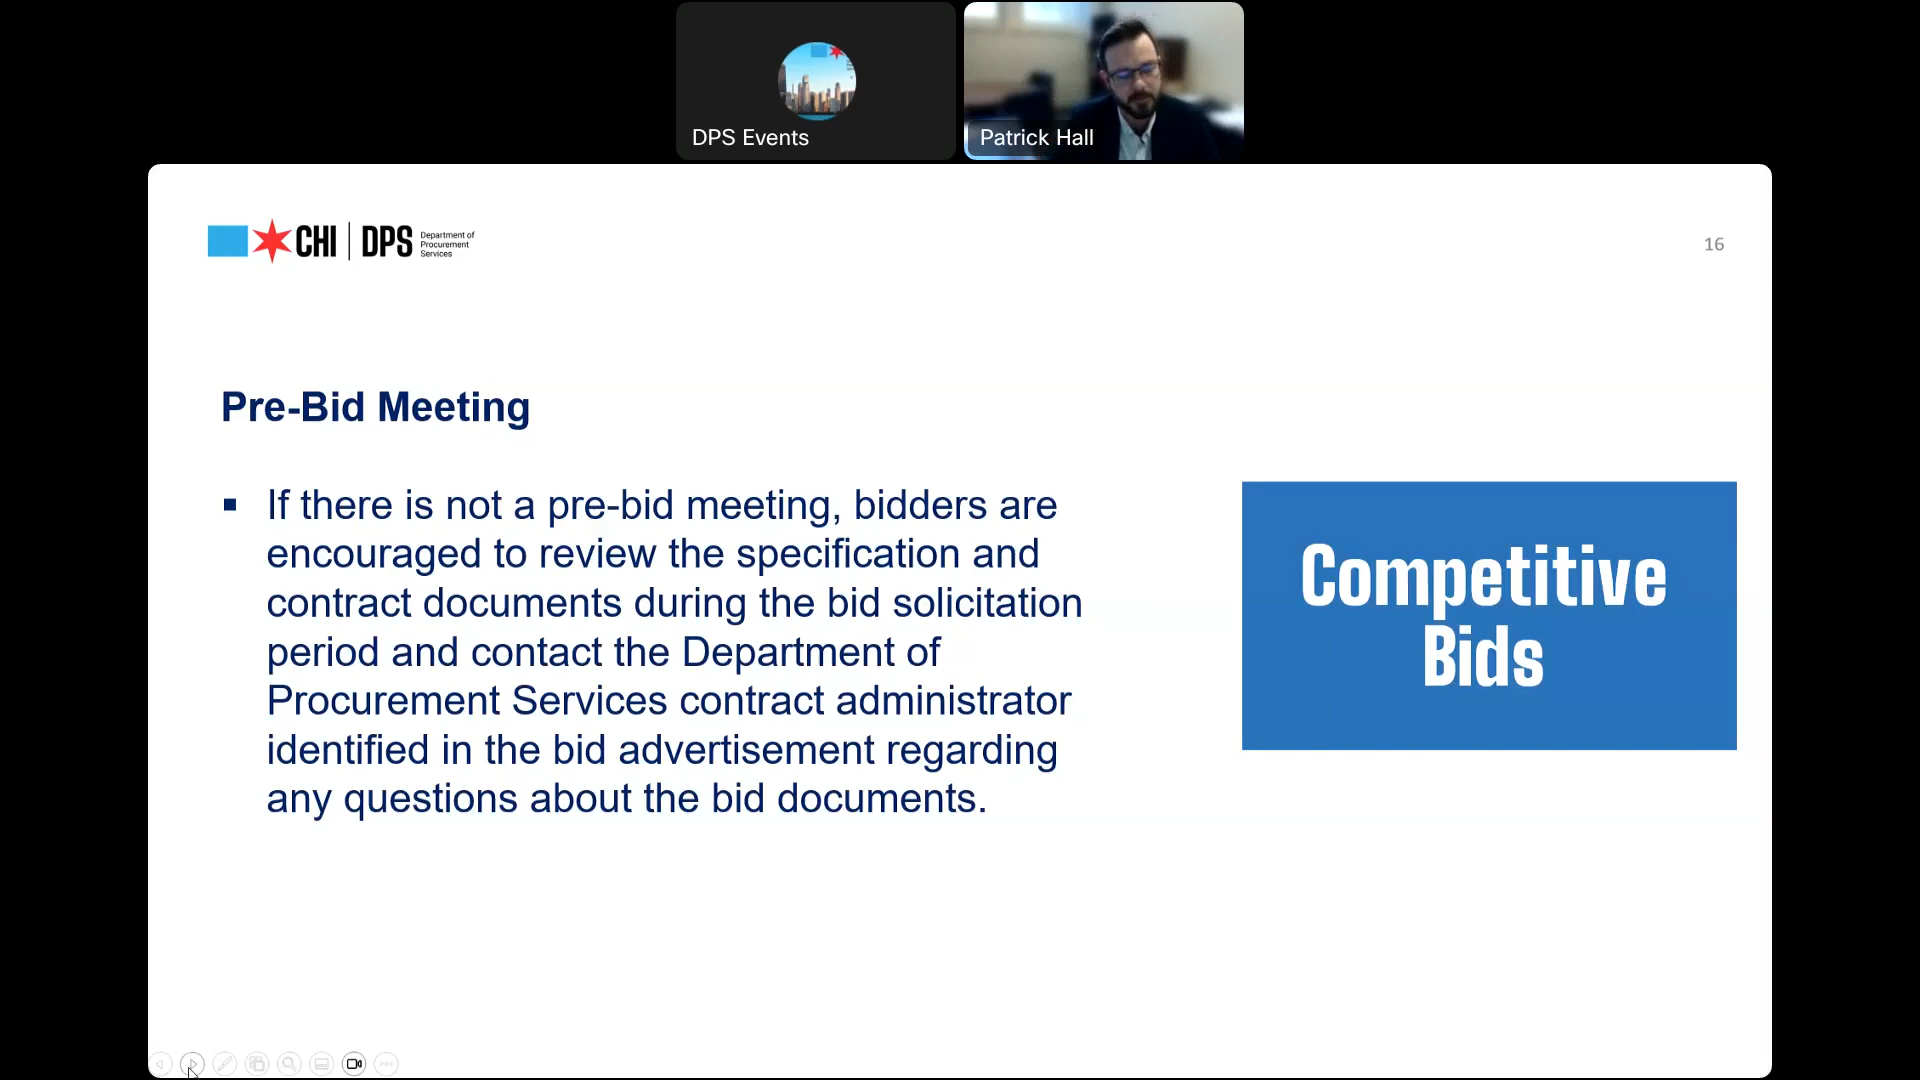 DPS Events
Patrick Hall
CHI
DPS
Department of
Procurement
Services
16
Pre-Bid Meeting
▪ If there is not a pre-bid meeting, bidders are
encouraged to review the specification and
contract documents during the bid solicitation
period and contact the Department of
Procurement Services contract administrator
identified in the bid advertisement regarding
any questions about the bid documents.
Competitive
Bids